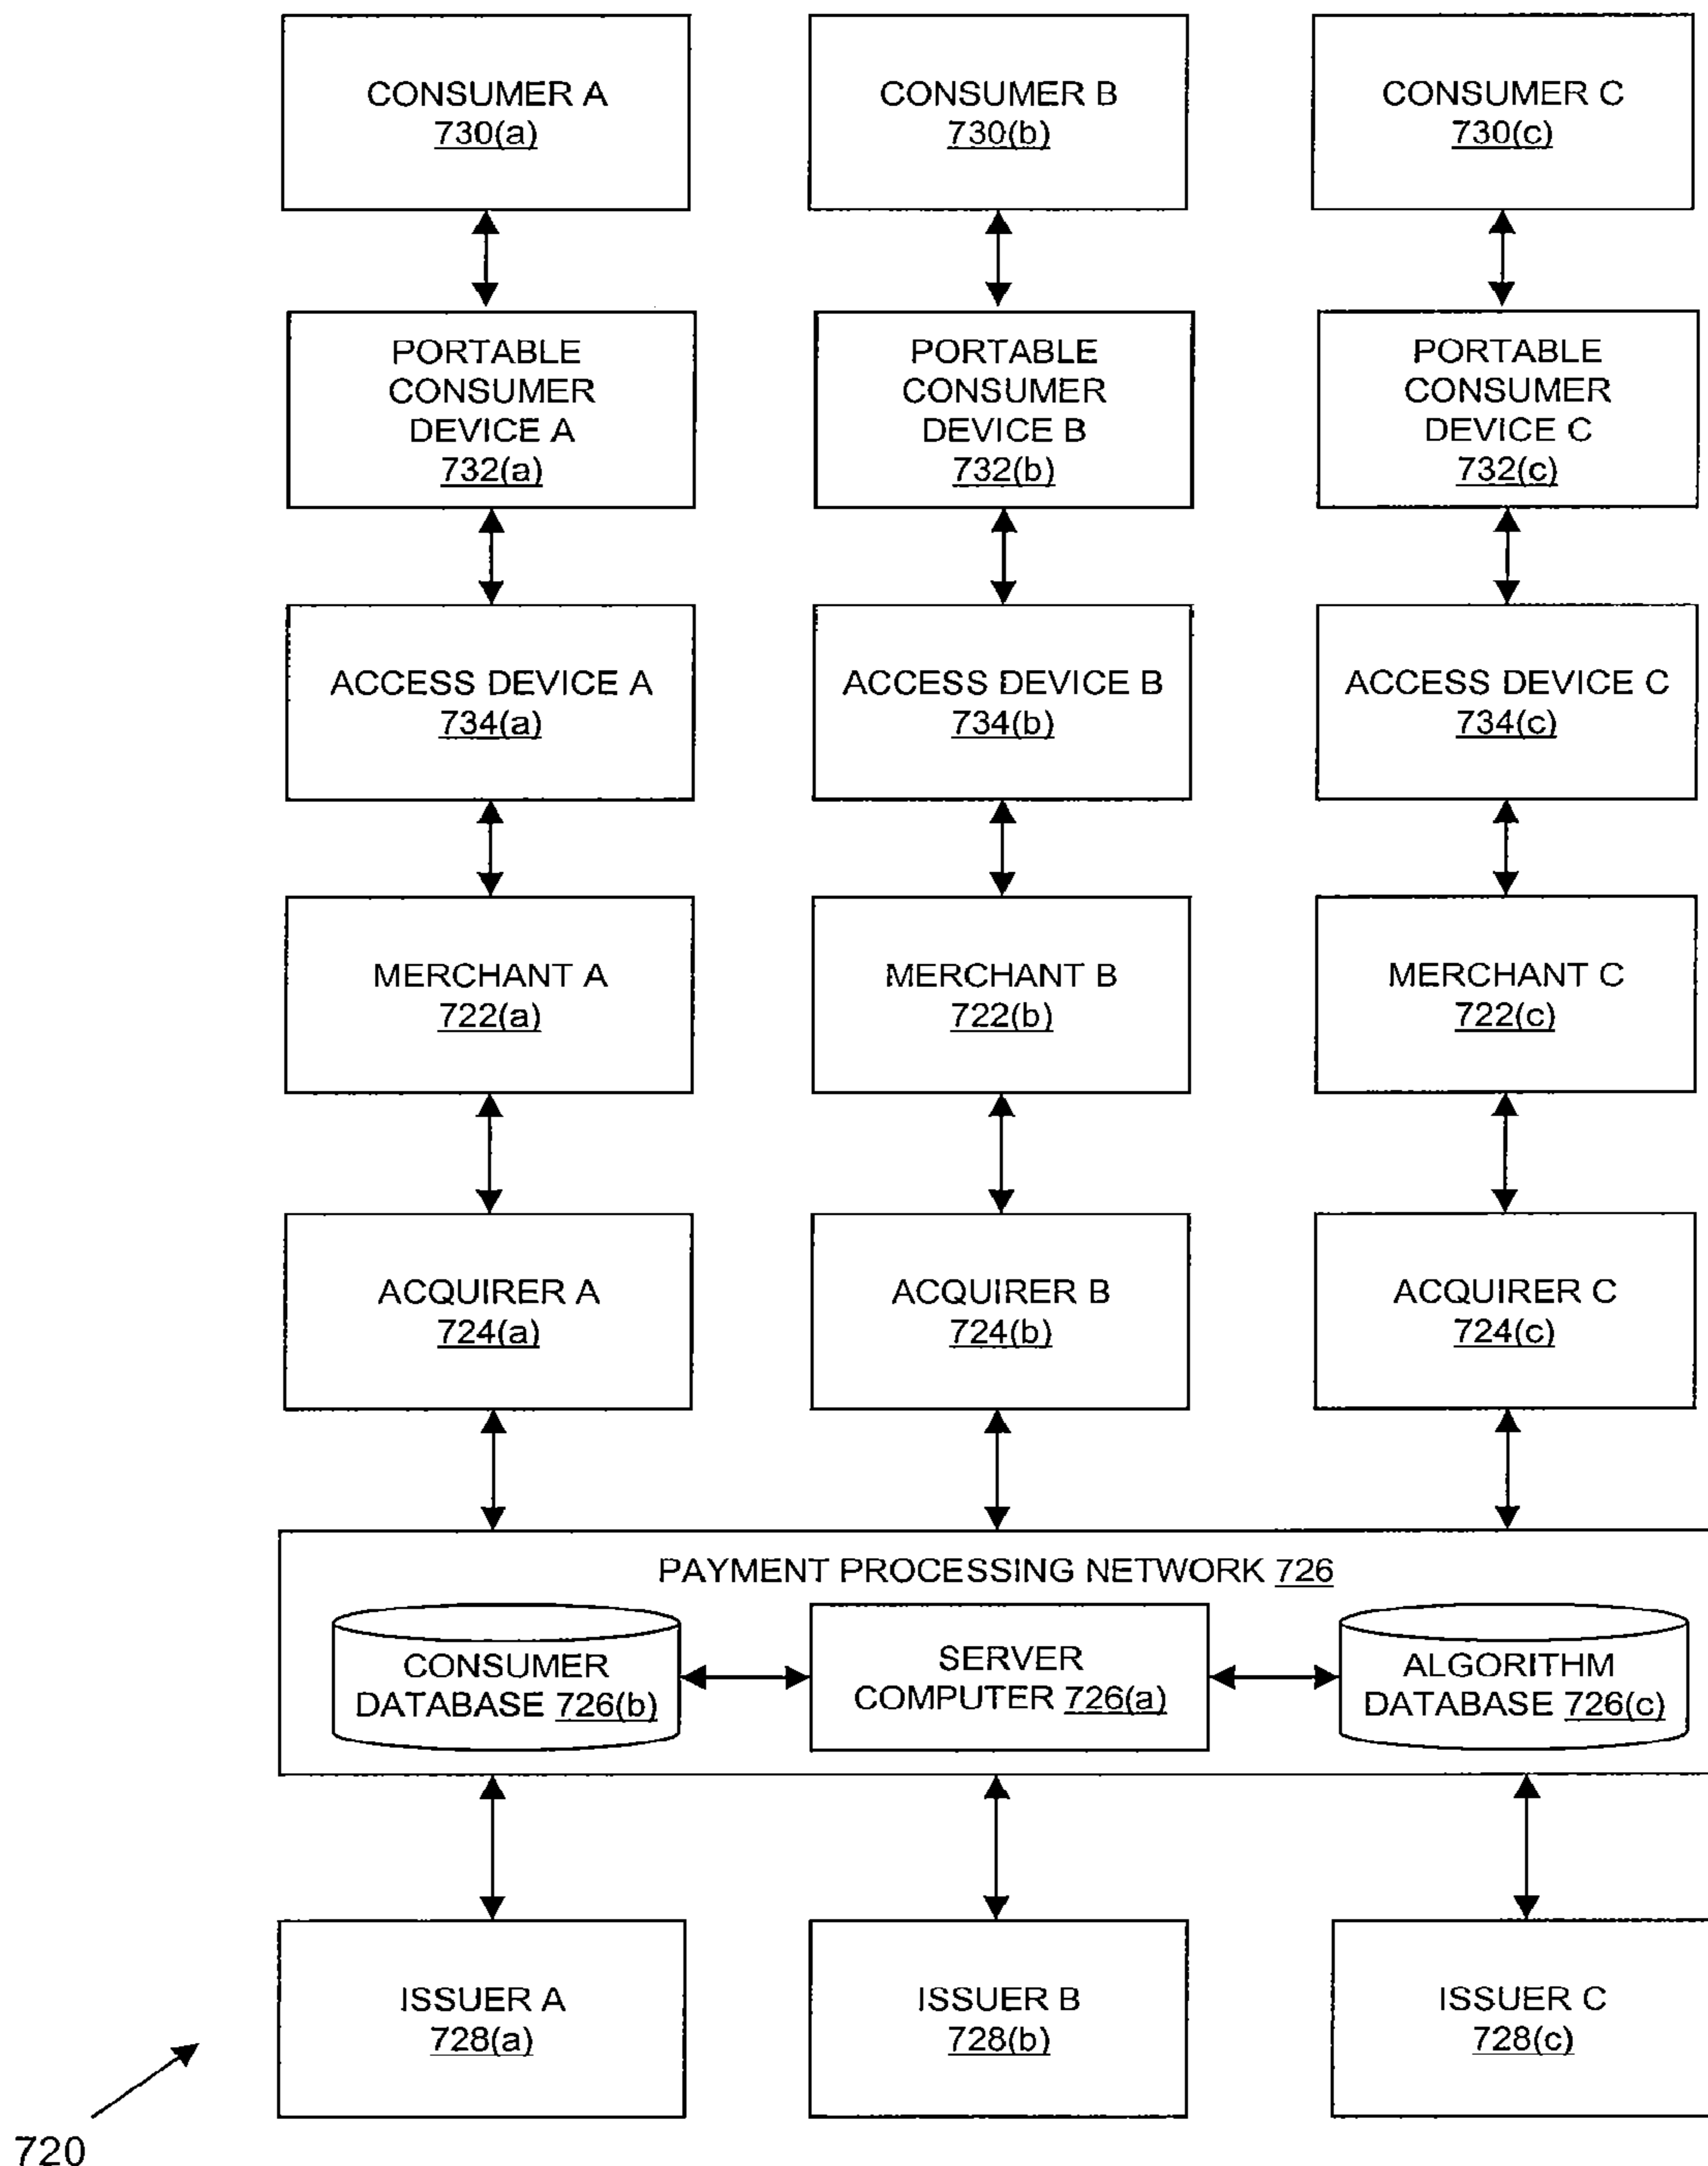 CONSUMER A
730(a)
CONSUMER B
730(b)
CONSUMER C
730(c)
PORTABLE
CONSUMER
DEVICE A
732(a)
PORTABLE
CONSUMER
DEVICE B
732(b)
PORTABLE
CONSUMER
DEVICE C
732(c)
ACCESS DEVICE A
734(a)
ACCESS DEVICE B
734(b)
ACCESS DEVICE C
734(c)
MERCHANT A
722(a)
MERCHANT B
722(b)
MERCHANT C
722(c)
ACQUIRER A
724(a)
ACQUIRER B
724(b)
ACQUIRER C
724(c)
PAYMENT PROCESSING NETWORK 726
CONSUMER
DATABASE 726(b)
SERVER
COMPUTER 726(a)
ALGORITHM
DATABASE 726(c)
ISSUER A
728(a)
ISSUER B
728(b)
ISSUER C
728(c)
720